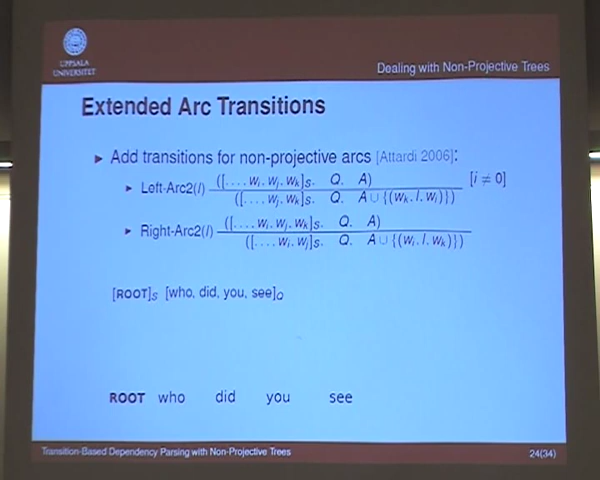 UPPSALA
UNIVERSITET
Dealing with Non-Projective Trees
Extended Arc Transitions
► Add transitions for non-projective arcs [Attardi 2006]:
► Left-Arc2(l) ([..., wᵢ, wⱼ, wₖ]S, Q, A) [i ≠ 0]
([..., wⱼ, wₖ]S, Q, A ∪ {(wₖ, l, wᵢ)})
► Right-Arc2(l) ([..., wᵢ, wⱼ, wₖ]S, Q, A)
([..., wᵢ, wⱼ]S, Q, A ∪ {(wᵢ, l, wₖ)})
[ROOT]S [who, did, you, see]Q
ROOT who did you see
Transition-Based Dependency Parsing with Non-Projective Trees
24(34)